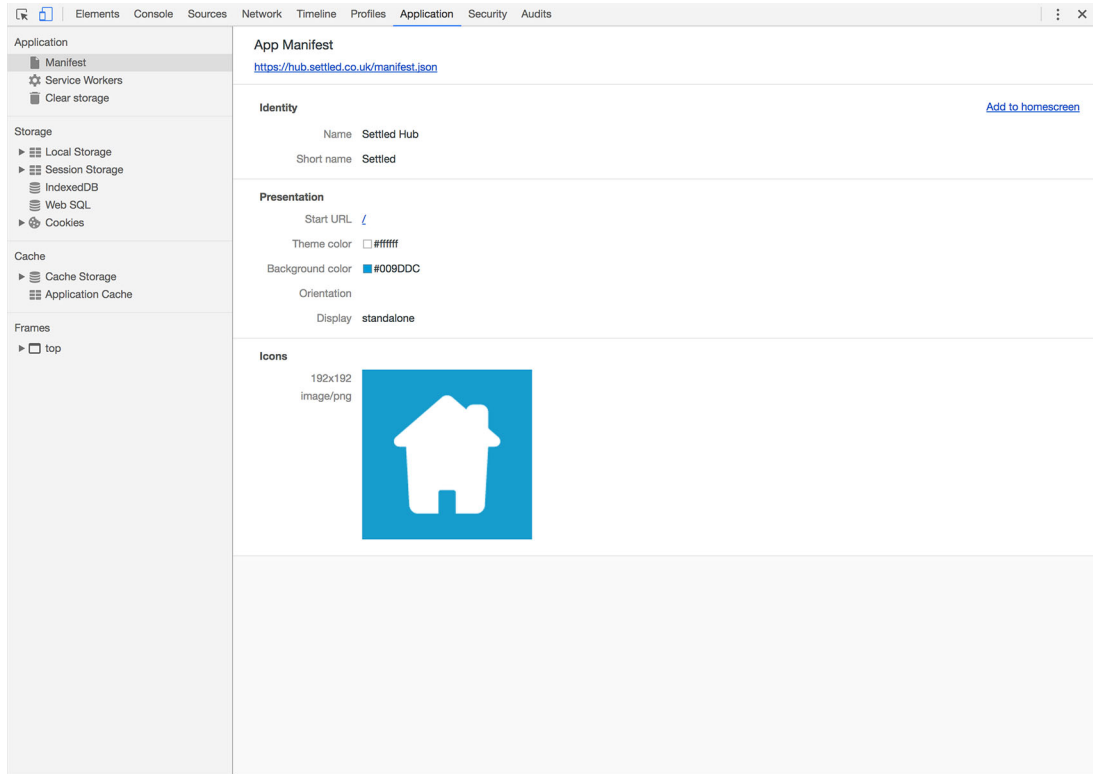 Elements Console Sources Network Timeline Profiles Application Security Audits
Application
Manifest
Service Workers
Clear storage
Storage
Local Storage
Session Storage
IndexedDB
Web SQL
Cookies
Cache
Cache Storage
Application Cache
Frames
top
App Manifest
https://hub.settled.co.uk/manifest.json
Identity Add to homescreen
Name Settled Hub
Short name Settled
Presentation
Start URL /
Theme color #ffffff
Background color #009DDC
Orientation
Display standalone
Icons
192x192
image/png